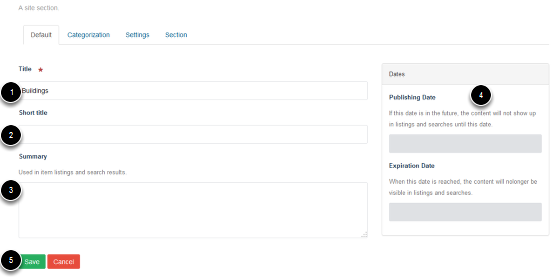 A site section.
Default Categorization Settings Section
Title ★
1 Buildings
Short title
2
Summary
Used in item listings and search results.
3
5 Save Cancel
Dates
Publishing Date 4
If this date is in the future, the content will not show up
in listings and searches until this date.
Expiration Date
When this date is reached, the content will nolonger be
visible in listings and searches